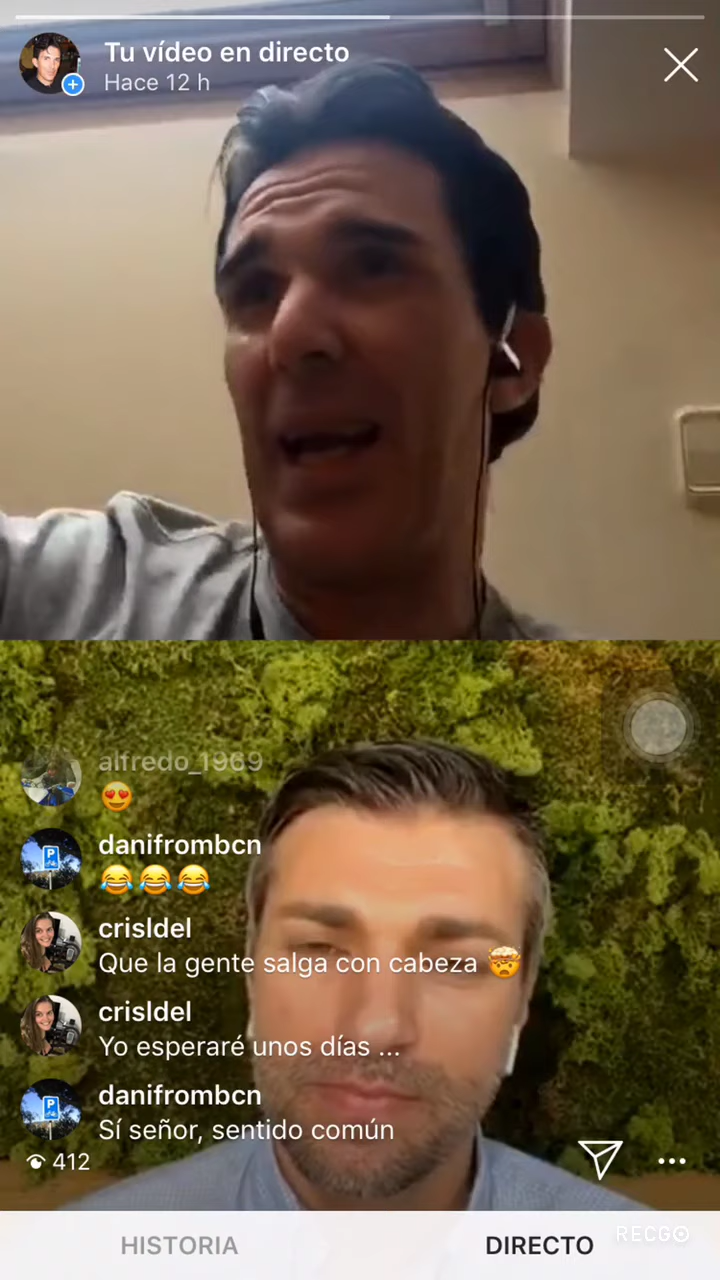 Tu vídeo en directo
Hace 12 h
alfredo_1969
😍
danifrombcn
😂😂😂
crisldel
Que la gente salga con cabeza 🤯
crisldel
Yo esperaré unos días ...
danifrombcn
Sí señor, sentido común
412
HISTORIA
DIRECTO
RECGO